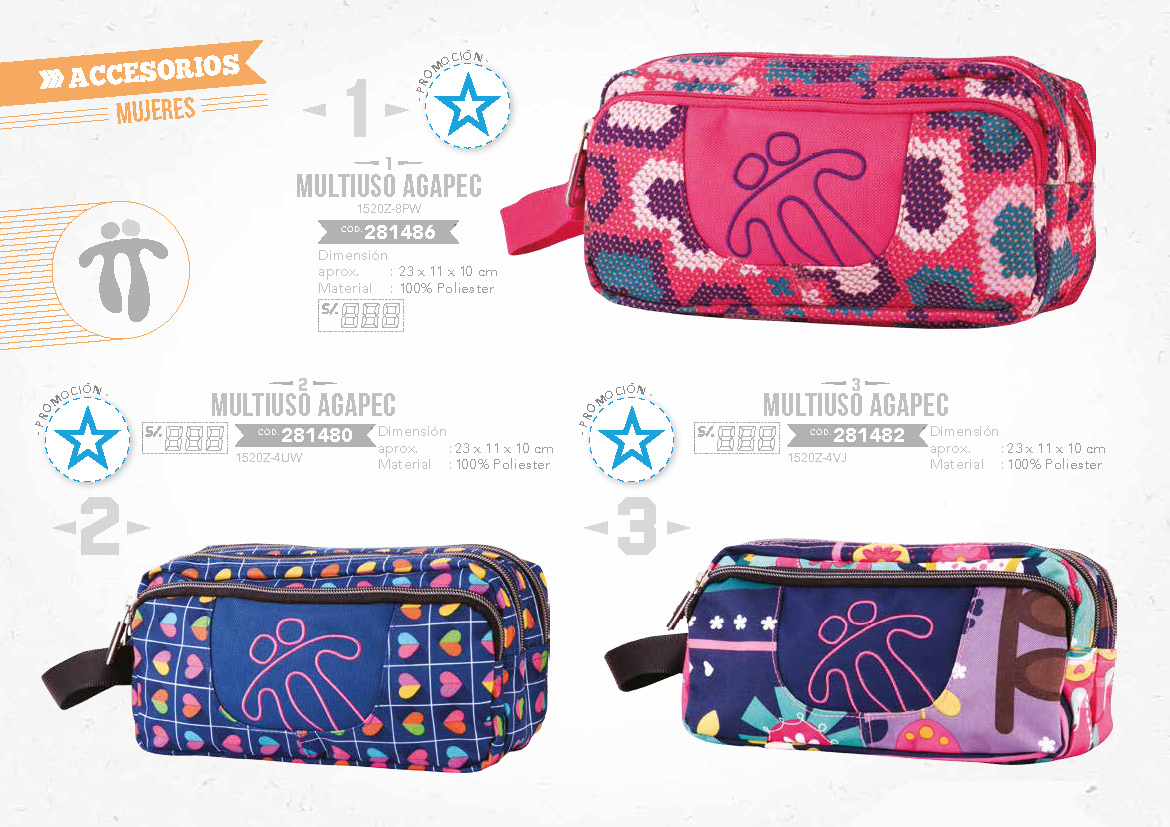 ACCESORIOS
MUJERES
1
- PROMOCIÓN -
1
MULTIUSO AGAPEC
1520Z-8PW
COD. 281486
Dimensión
aprox. : 23 x 11 x 10 cm
Material : 100% Poliester
S/. 888
- PROMOCIÓN -
2
MULTIUSO AGAPEC
S/. 888
COD. 281480
1520Z-4UW
Dimensión
aprox. : 23 x 11 x 10 cm
Material : 100% Poliester
2
- PROMOCIÓN -
3
MULTIUSO AGAPEC
S/. 888
COD. 281482
1520Z-4VJ
Dimensión
aprox. : 23 x 11 x 10 cm
Material : 100% Poliester
3